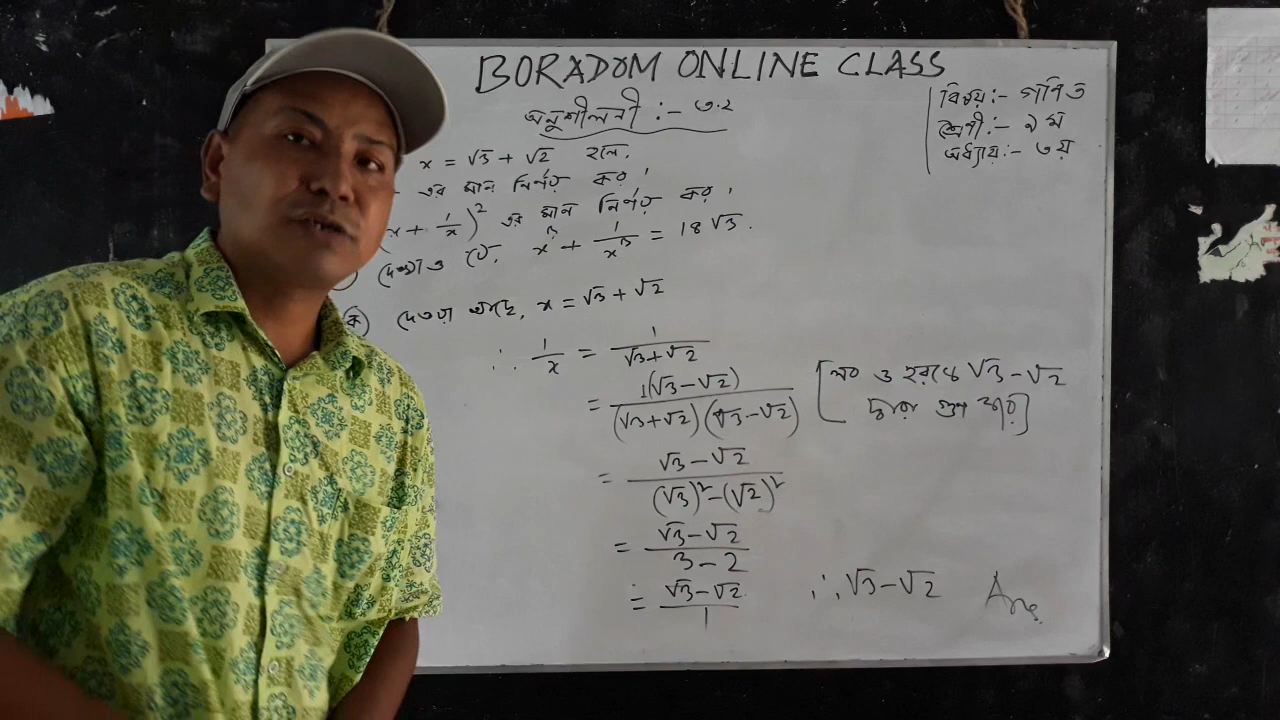 BORADOM ONLINE CLASS
অনুশীলনী :- ৩.২
বিষয় :- গণিত
শ্রেণী :- ৯ম
অধ্যায় :- ৩য়
x = √3 + √2 হলে,
এর মান নির্ণয় কর।
(x + 1/x)² এর মান নির্ণয় কর।
দেখাও যে, x³ + 1/x³ = 18√3.
ক) দেওয়া আছে, x = √3 + √2
∴ 1/x = 1/(√3+√2)
= 1(√3-√2)/(√3+√2)(√3-√2) [লব ও হরকে √3-√2
দ্বারা গুণ করে]
= (√3-√2)/((√3)²-(√2)²)
= (√3-√2)/(3-2)
= (√3-√2)/1 ∴ √3-√2 Ans.